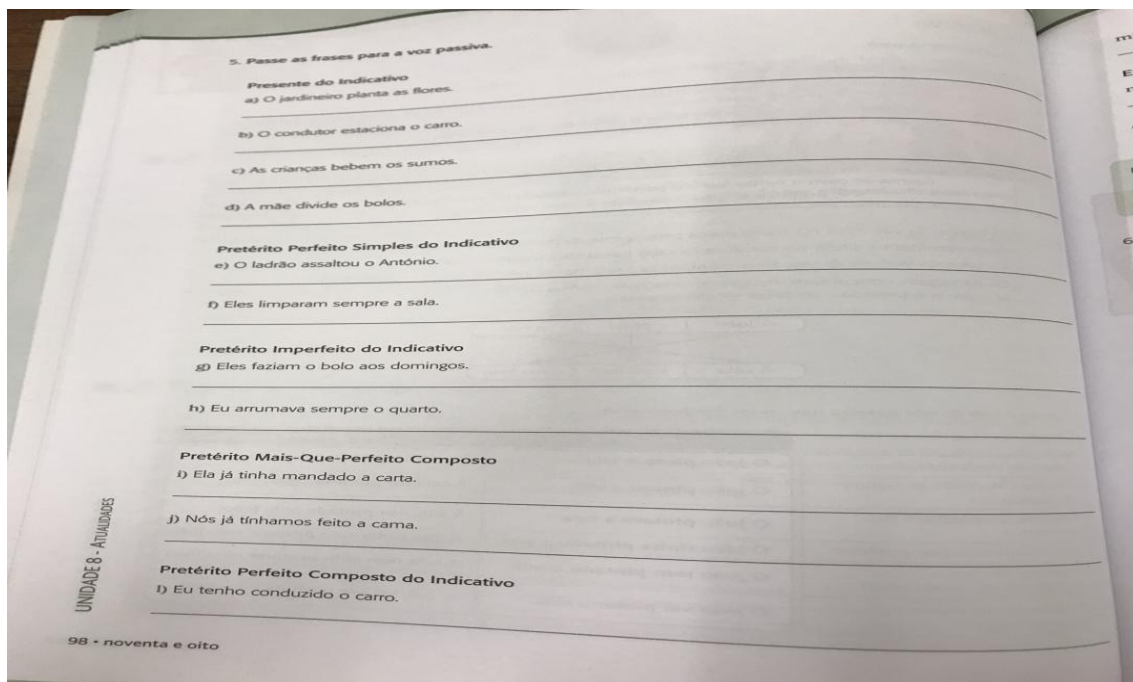 5. Passe as frases para a voz passiva.
Presente do Indicativo
a) O jardineiro planta as flores.
b) O condutor estaciona o carro.
c) As crianças bebem os sumos.
d) A mãe divide os bolos.
Pretérito Perfeito Simples do Indicativo
e) O ladrão assaltou o António.
f) Eles limparam sempre a sala.
Pretérito Imperfeito do Indicativo
g) Eles faziam o bolo aos domingos.
h) Eu arrumava sempre o quarto.
Pretérito Mais-Que-Perfeito Composto
i) Ela já tinha mandado a carta.
j) Nós já tínhamos feito a cama.
Pretérito Perfeito Composto do Indicativo
l) Eu tenho conduzido o carro.
UNIDADE 8 - ATUALIDADES
98 • noventa e oito